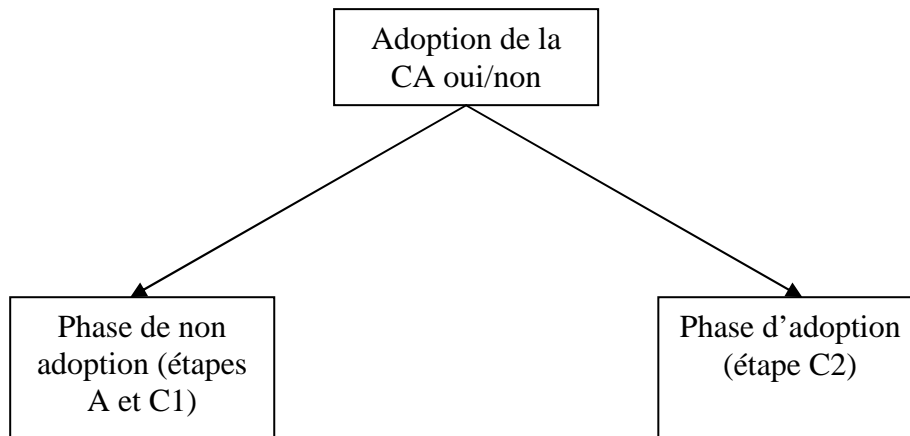 Adoption de la
CA oui/non
Phase de non
adoption (étapes
A et C1)
Phase d’adoption
(étape C2)